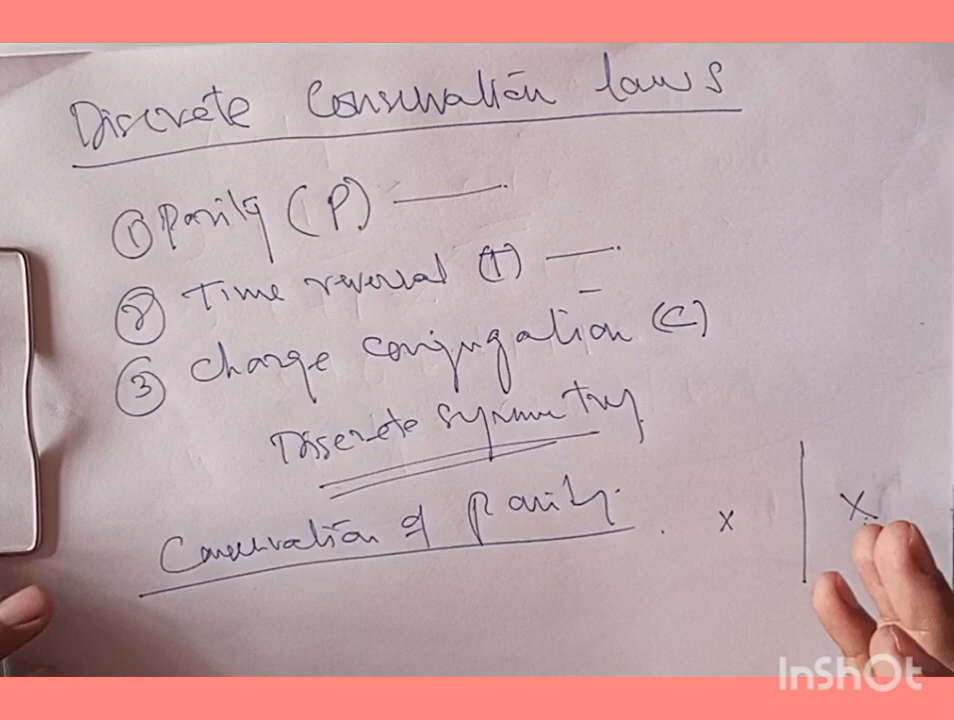 Discrete Conservation laws
① Parity (P) —
② Time reversal (T) —
③ Charge conjugation (C)
Discrete symmetry
Conservation of Parity. x | x
InShOt